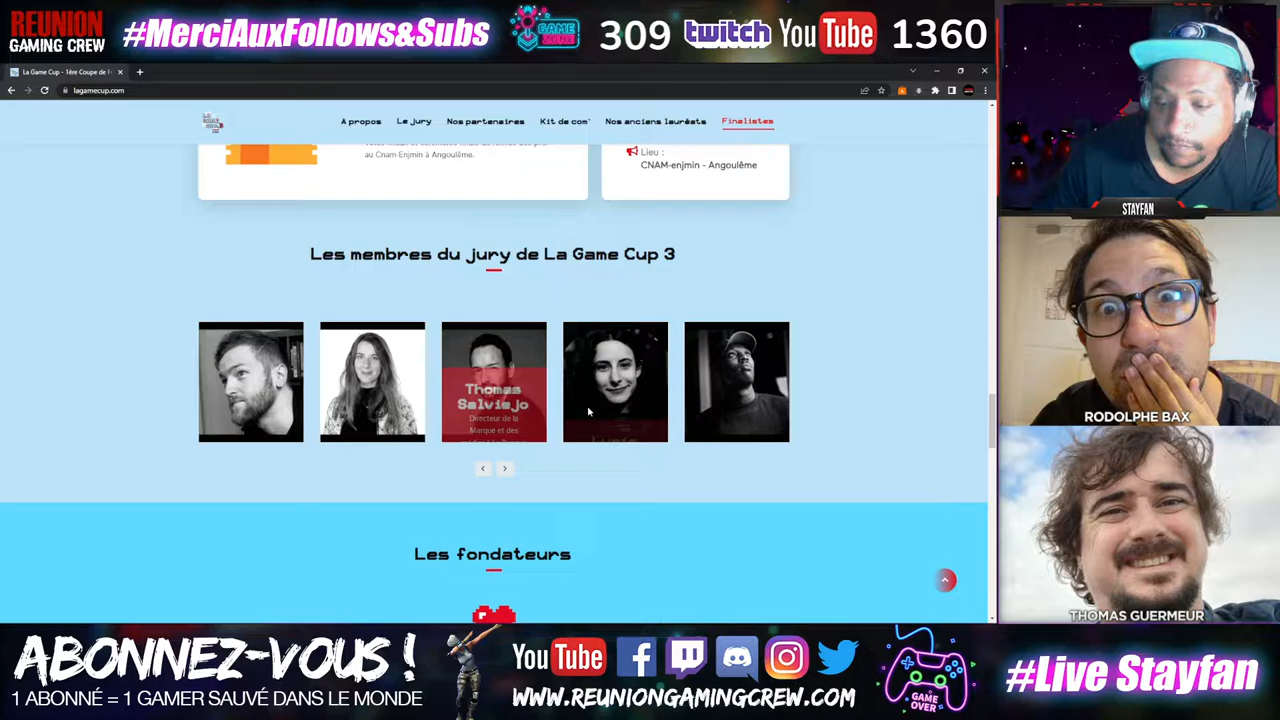 REUNION
GAMING CREW
#MerciAuxFollows&Subs
GAME
309
twitch
YouTube
1360
La Game Cup - 1ère Coupe de F
lagamecup.com
A propos
Le jury
Nos partenaires
Kit de com'
Nos anciens lauréats
Finalistes
au Cnam-Enjmin à Angoulême.
Lieu :
CNAM-enjmin - Angoulême
Les membres du jury de La Game Cup 3
Thomas
Salviejo
Directeur de la
Marque et des
Les fondateurs
STAYFAN
RODOLPHE BAX
THOMAS GUERMEUR
ABONNEZ-VOUS !
1 ABONNÉ = 1 GAMER SAUVÉ DANS LE MONDE
YouTube
WWW.REUNIONGAMINGCREW.COM
GAME
OVER
#Live Stayfan